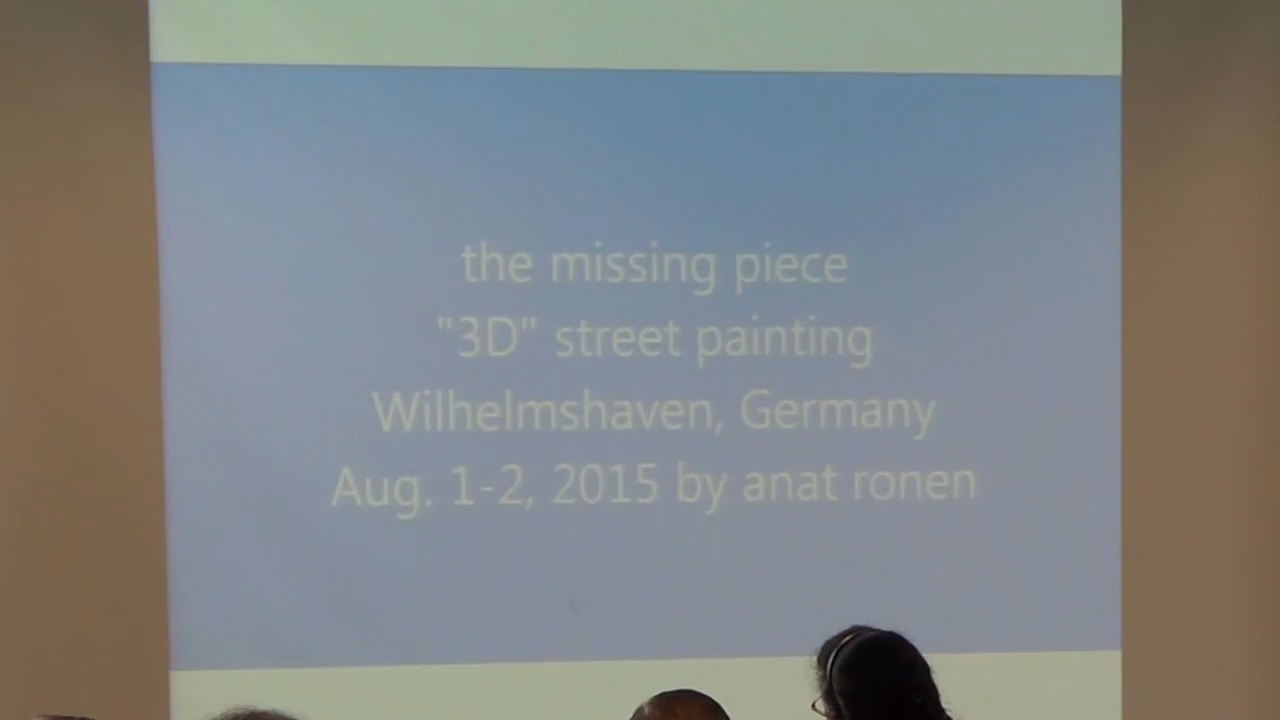 the missing piece
"3D" street painting
Wilhelmshaven, Germany
Aug. 1-2, 2015 by anat ronen